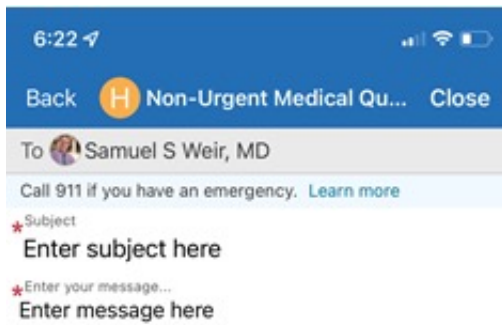 6:22
Back H Non-Urgent Medical Qu... Close
To Samuel S Weir, MD
Call 911 if you have an emergency. Learn more
*Subject
Enter subject here
*Enter your message...
Enter message here